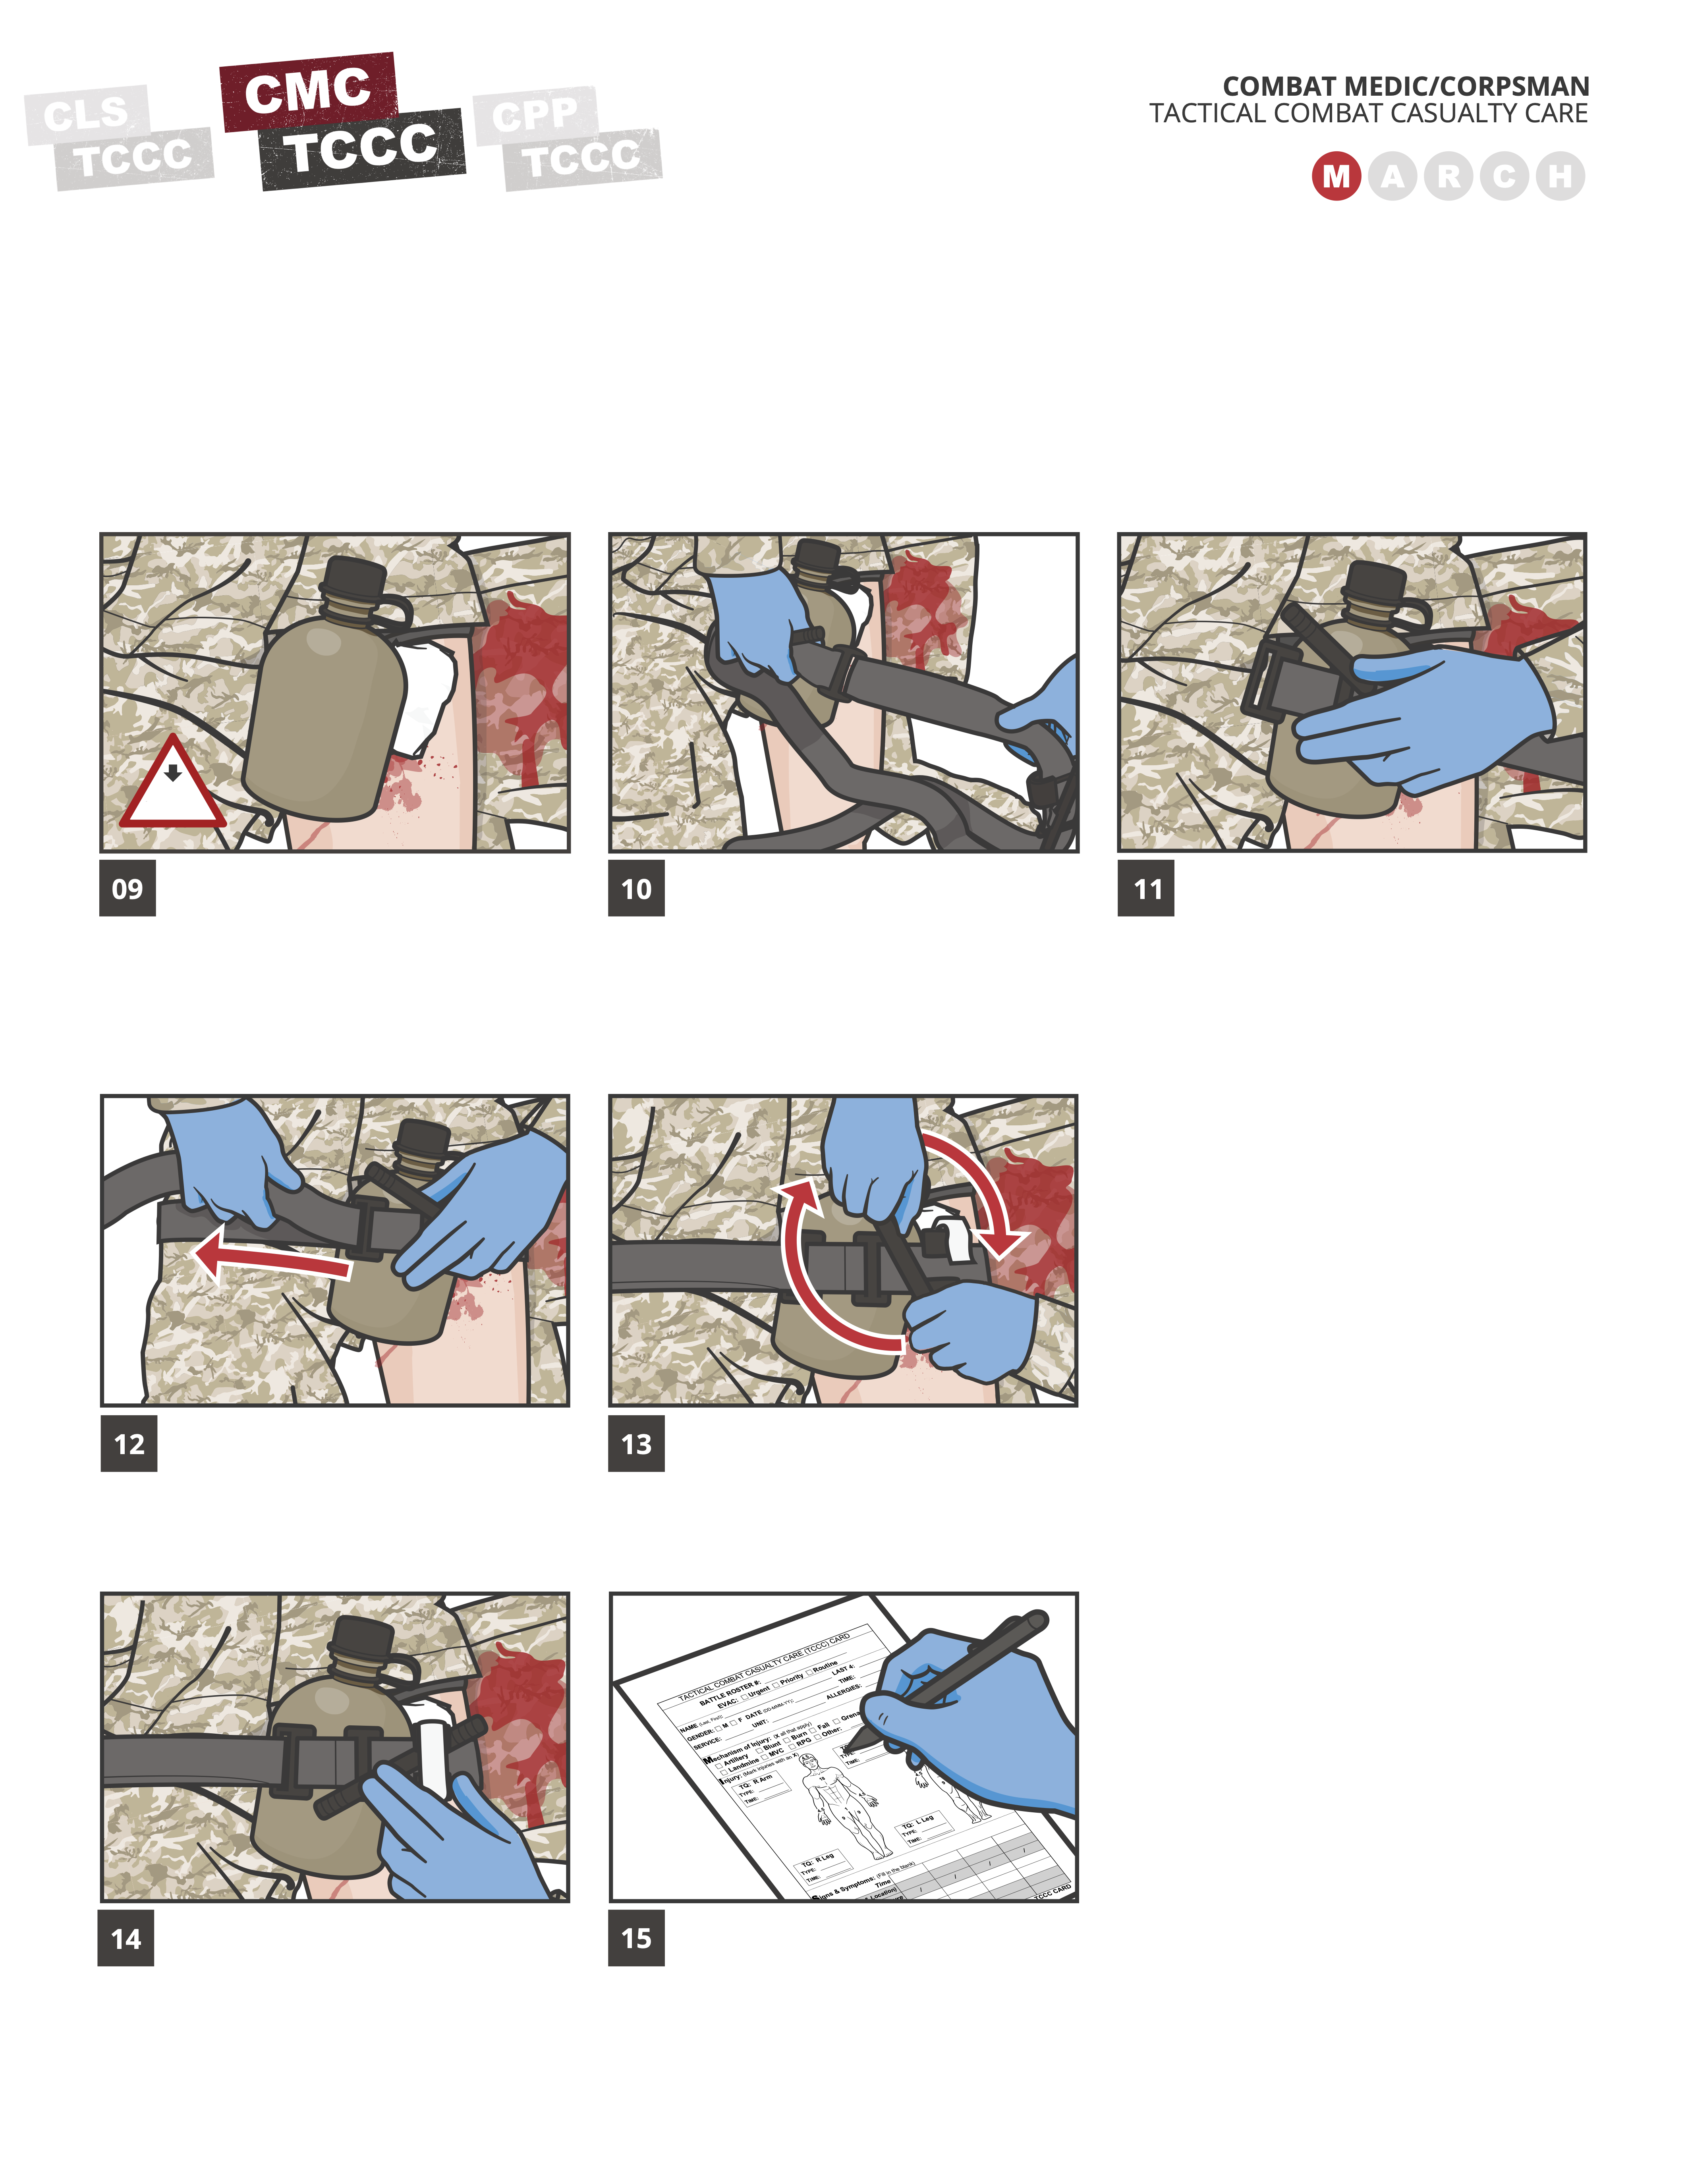 CLS
TCCC
CMC
TCCC
CPP
TCCC
COMBAT MEDIC/CORPSMAN
TACTICAL COMBAT CASUALTY CARE
M A R C H
09
10
11
12
13
14
15
TACTICAL COMBAT CASUALTY CARE (TCCC) CARD
BATTLE ROSTER #:
EVAC: Urgent Priority Routine
NAME (Last, First): LAST 4:
GENDER: M F DATE (DD-MMM-YY): TIME:
SERVICE: UNIT: ALLERGIES:
Mechanism of Injury: (X all that apply)
Artillery Blunt Burn Fall
Landmine MVC RPG Other:
Injury: (Mark injuries with an X)
TQ: R Arm
TYPE:
TIME:
TYPE:
TIME:
TQ: L Leg
TYPE:
TIME:
TQ: R Leg
TYPE:
TIME:
Signs & Symptoms: (Fill in the blank)
Time
TCCC CARD